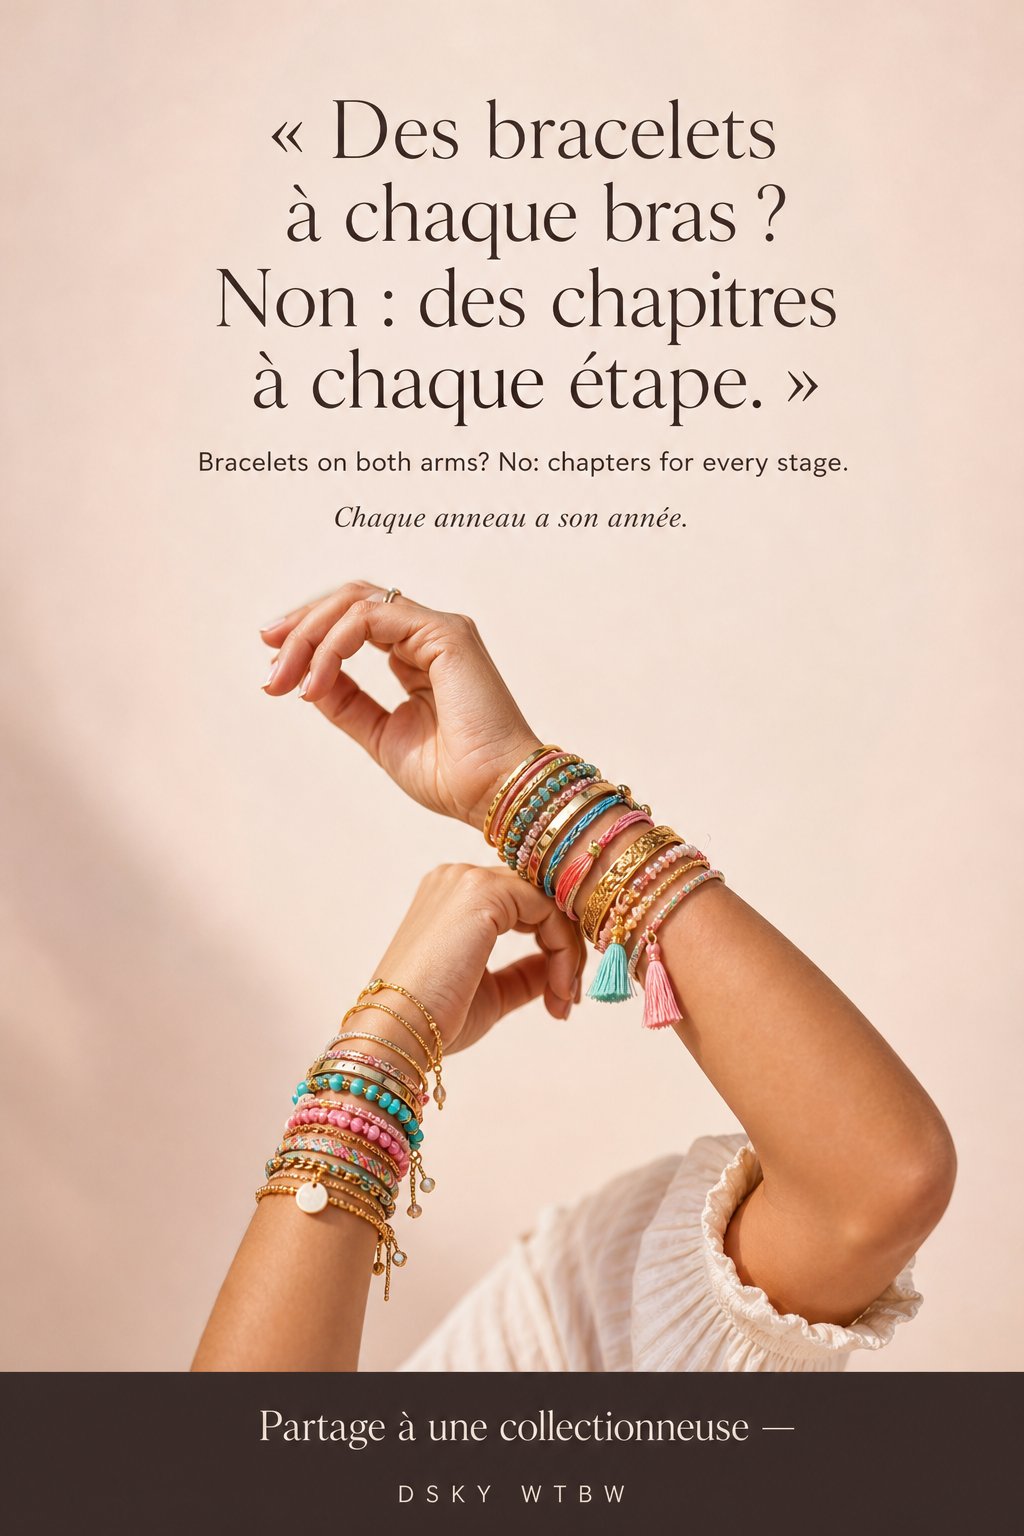 « Des bracelets
à chaque bras ?
Non : des chapitres
à chaque étape. »
Bracelets on both arms? No: chapters for every stage.
Chaque anneau a son année.
Partage à une collectionneuse —
DSKY WTBW